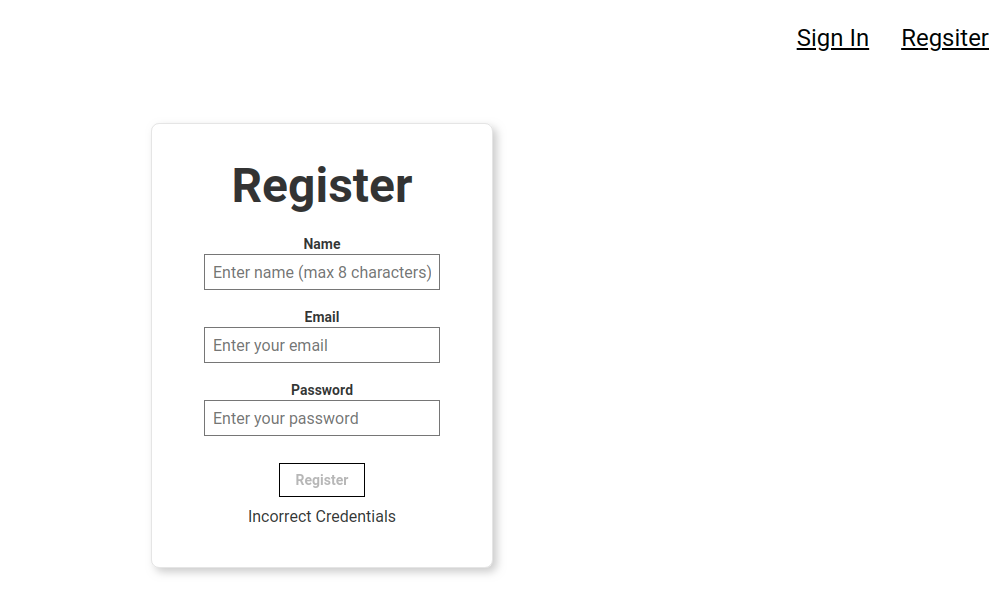 Sign In Regsiter
Register
Name
Enter name (max 8 characters)
Email
Enter your email
Password
Enter your password
Register
Incorrect Credentials